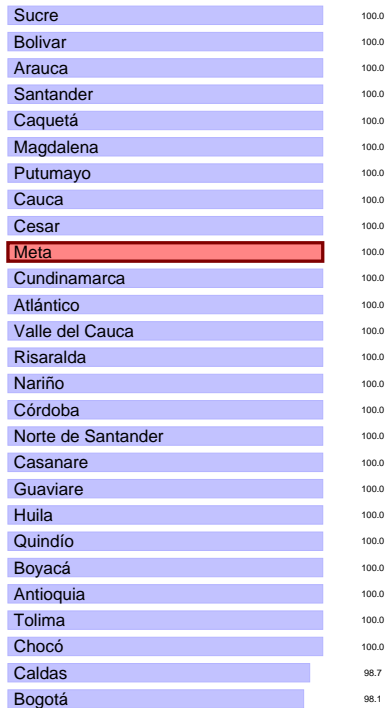 Sucre 100.0
Bolivar 100.0
Arauca 100.0
Santander 100.0
Caquetá 100.0
Magdalena 100.0
Putumayo 100.0
Cauca 100.0
Cesar 100.0
Meta 100.0
Cundinamarca 100.0
Atlántico 100.0
Valle del Cauca 100.0
Risaralda 100.0
Nariño 100.0
Córdoba 100.0
Norte de Santander 100.0
Casanare 100.0
Guaviare 100.0
Huila 100.0
Quindío 100.0
Boyacá 100.0
Antioquia 100.0
Tolima 100.0
Chocó 100.0
Caldas 98.7
Bogotá 98.1